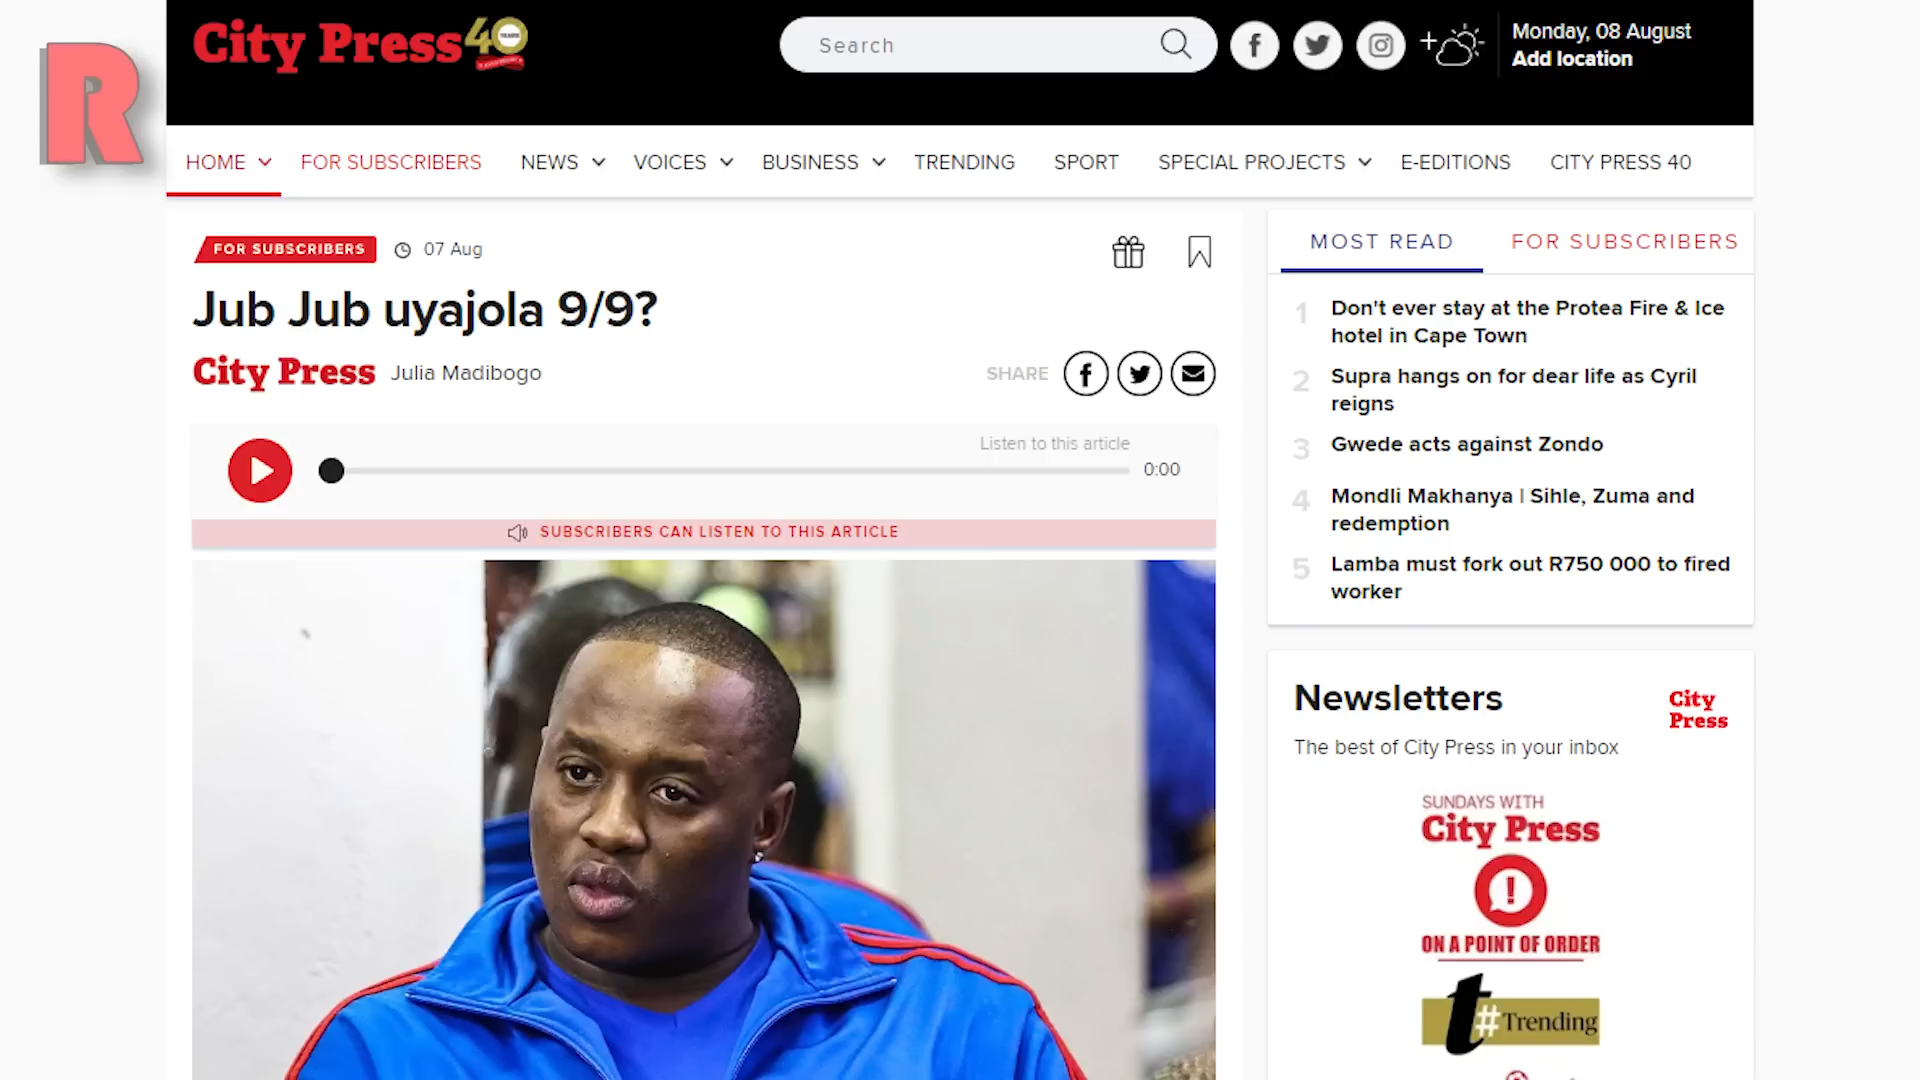 R
City Press 40
YEARS
Search
Monday, 08 August
Add location
HOME
FOR SUBSCRIBERS
NEWS
VOICES
BUSINESS
TRENDING
SPORT
SPECIAL PROJECTS
E-EDITIONS
CITY PRESS 40
FOR SUBSCRIBERS
07 Aug
Jub Jub uyajola 9/9?
City Press
Julia Madibogo
SHARE
Listen to this article
0:00
SUBSCRIBERS CAN LISTEN TO THIS ARTICLE
MOST READ
FOR SUBSCRIBERS
1 Don't ever stay at the Protea Fire & Ice
hotel in Cape Town
2 Supra hangs on for dear life as Cyril
reigns
3 Gwede acts against Zondo
4 Mondli Makhanya | Sihle, Zuma and
redemption
5 Lamba must fork out R750 000 to fired
worker
Newsletters
City
Press
The best of City Press in your inbox
SUNDAYS WITH
City Press
ON A POINT OF ORDER
t#Trending